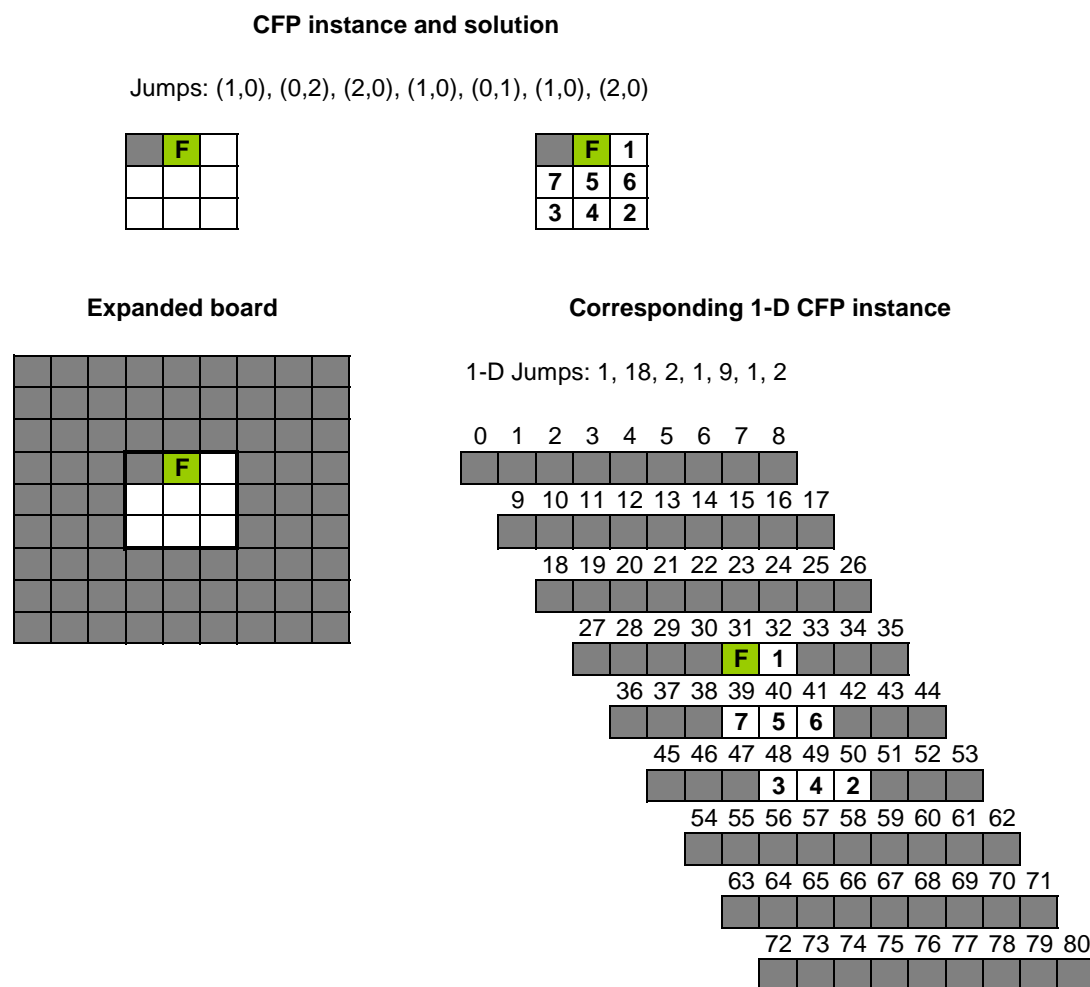 CFP instance and solution
Jumps: (1,0), (0,2), (2,0), (1,0), (0,1), (1,0), (2,0)
F
F 1
7 5 6
3 4 2
Expanded board
F
Corresponding 1-D CFP instance
1-D Jumps: 1, 18, 2, 1, 9, 1, 2
0 1 2 3 4 5 6 7 8
9 10 11 12 13 14 15 16 17
18 19 20 21 22 23 24 25 26
27 28 29 30 31 32 33 34 35
F 1
36 37 38 39 40 41 42 43 44
7 5 6
45 46 47 48 49 50 51 52 53
3 4 2
54 55 56 57 58 59 60 61 62
63 64 65 66 67 68 69 70 71
72 73 74 75 76 77 78 79 80